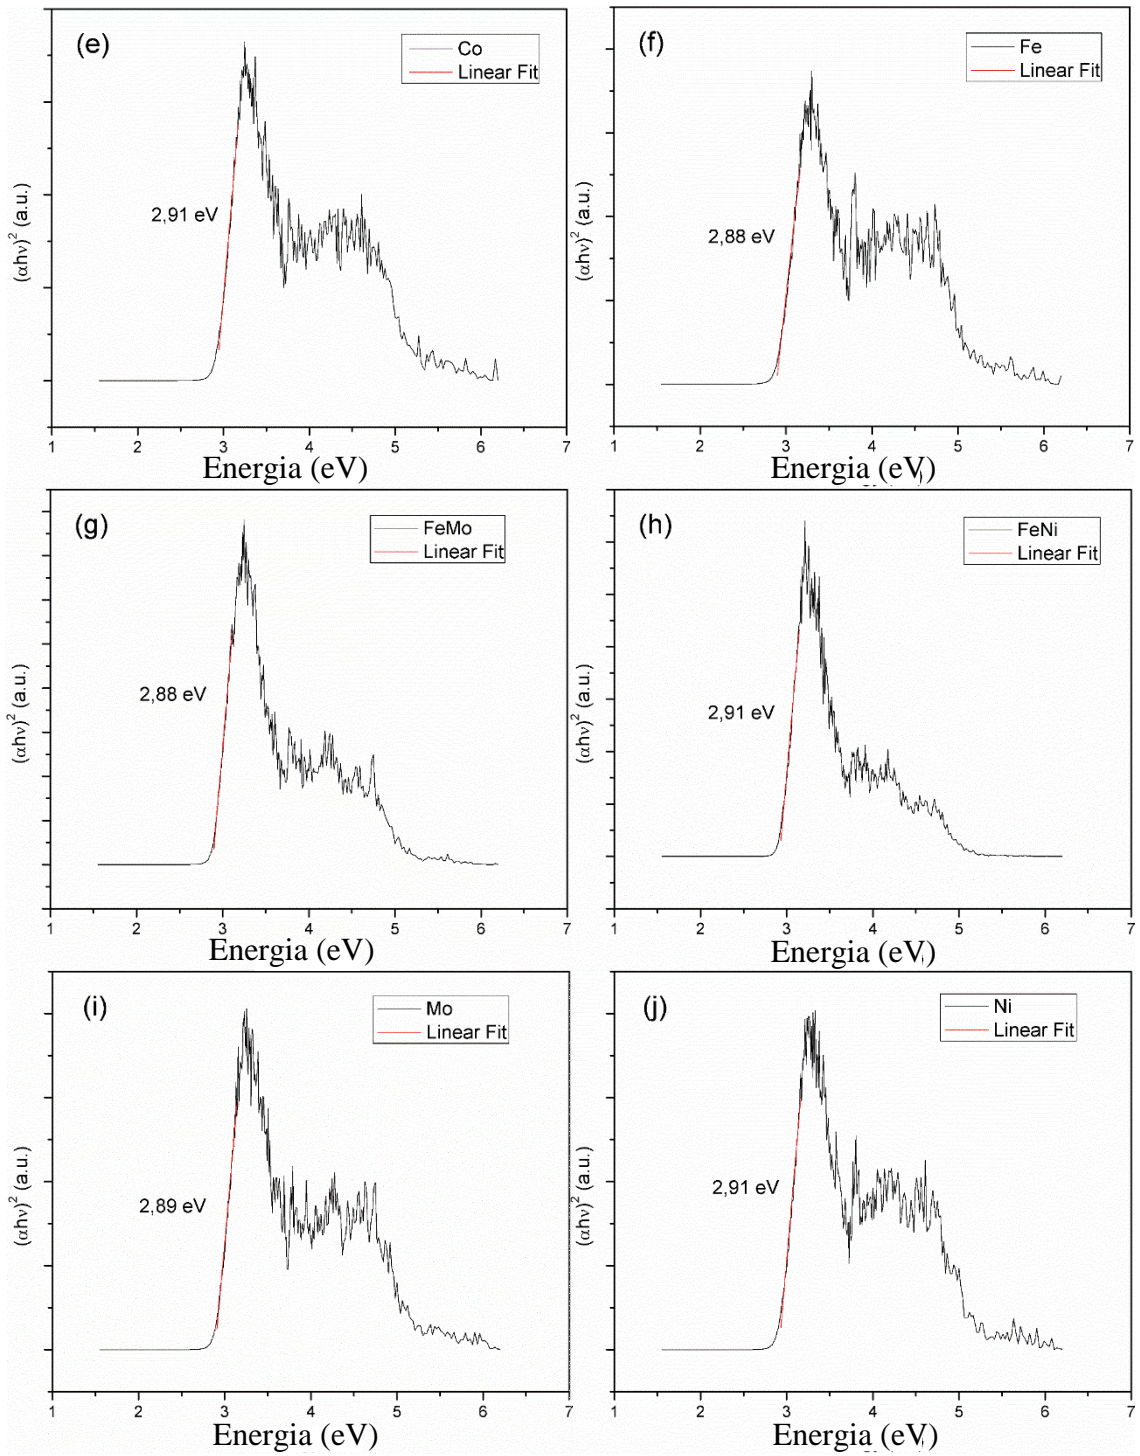 (e)
Co
Linear Fit
2,91 eV
(αhν)² (a.u.)
1 2 3 4 5 6 7
Energia (eV)
(f)
Fe
Linear Fit
2,88 eV
(αhν)² (a.u.)
1 2 3 4 5 6 7
Energia (eV)
(g)
FeMo
Linear Fit
2,88 eV
(αhν)² (a.u.)
1 2 3 4 5 6 7
Energia (eV)
(h)
FeNi
Linear Fit
2,91 eV
(αhν)² (a.u.)
1 2 3 4 5 6 7
Energia (eV)
(i)
Mo
Linear Fit
2,89 eV
(αhν)² (a.u.)
1 2 3 4 5 6 7
Energia (eV)
(j)
Ni
Linear Fit
2,91 eV
(αhν)² (a.u.)
1 2 3 4 5 6 7
Energia (eV)